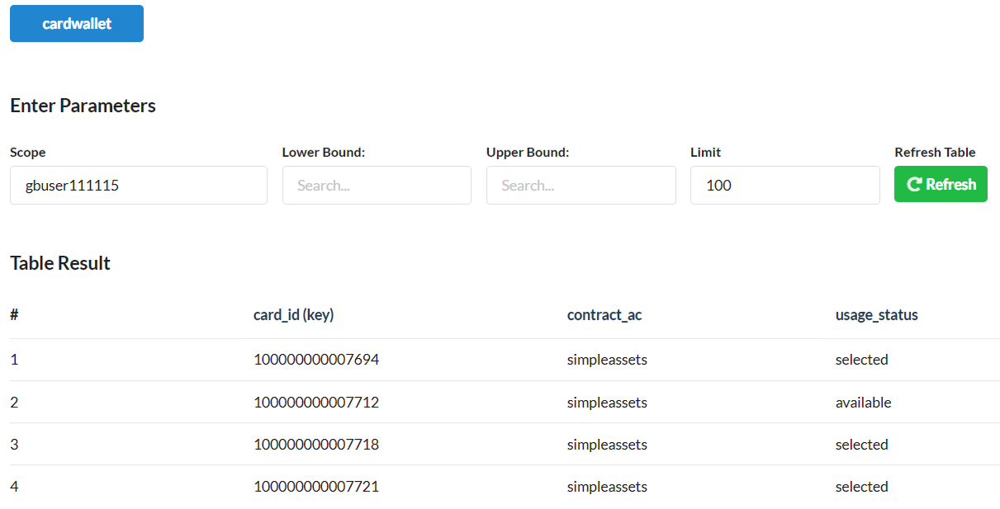 cardwallet
Enter Parameters
Scope Lower Bound: Upper Bound: Limit Refresh Table
gbuser111115 Search... Search... 100 Refresh
Table Result
# card_id (key) contract_ac usage_status
1 100000000007694 simpleassets selected
2 100000000007712 simpleassets available
3 100000000007718 simpleassets selected
4 100000000007721 simpleassets selected